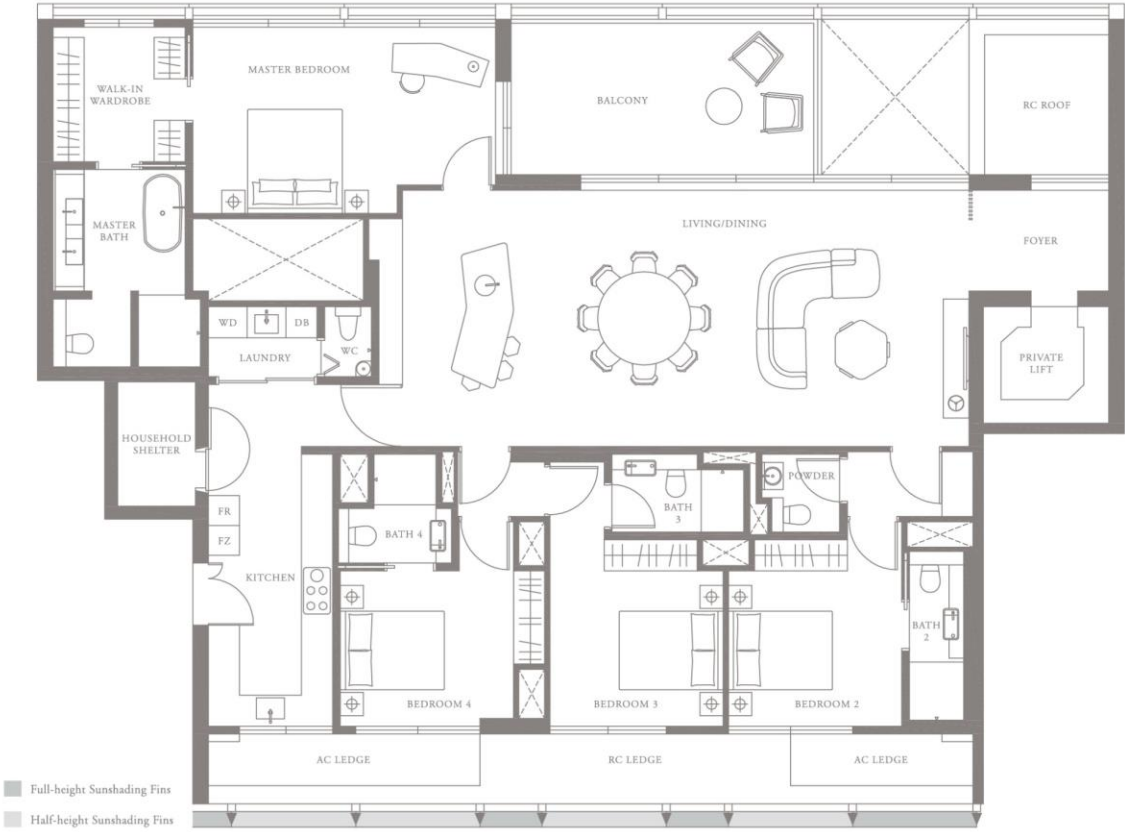 MASTER BEDROOM
WALK-IN
WARDROBE
BALCONY
RC ROOF
MASTER
BATH
LIVING/DINING
FOYER
WD
DB
LAUNDRY
WC
PRIVATE
LIFT
HOUSEHOLD
SHELTER
FR
FZ
KITCHEN
BATH 4
BATH
3
POWDER
BATH
2
BEDROOM 4
BEDROOM 3
BEDROOM 2
AC LEDGE
RC LEDGE
AC LEDGE
Full-height Sunshading Fins
Half-height Sunshading Fins